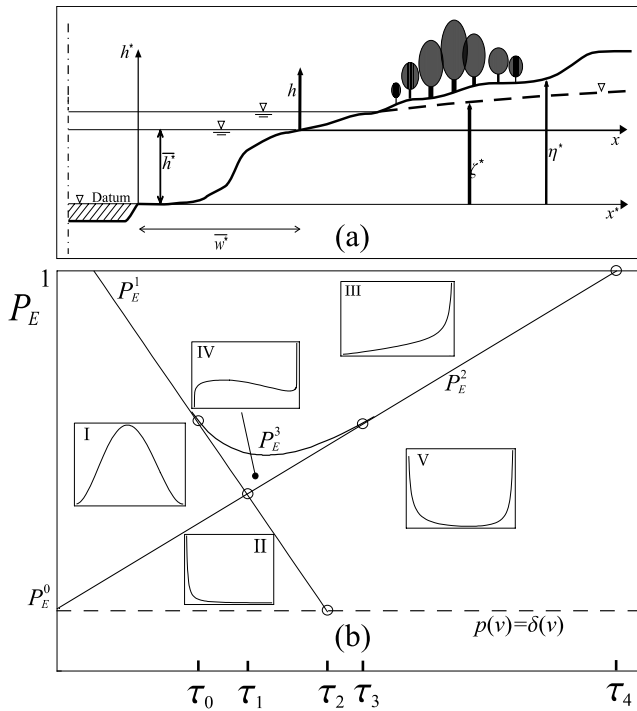 h*
h
h̅*
Datum
ζ*
η*
x
x*
w̅*
(a)
1
P_E
P_E^1
III
IV
P_E^2
P_E^3
I
V
II
P_E^0
(b)
p(v)=δ(v)
τ_0 τ_1 τ_2 τ_3 τ_4